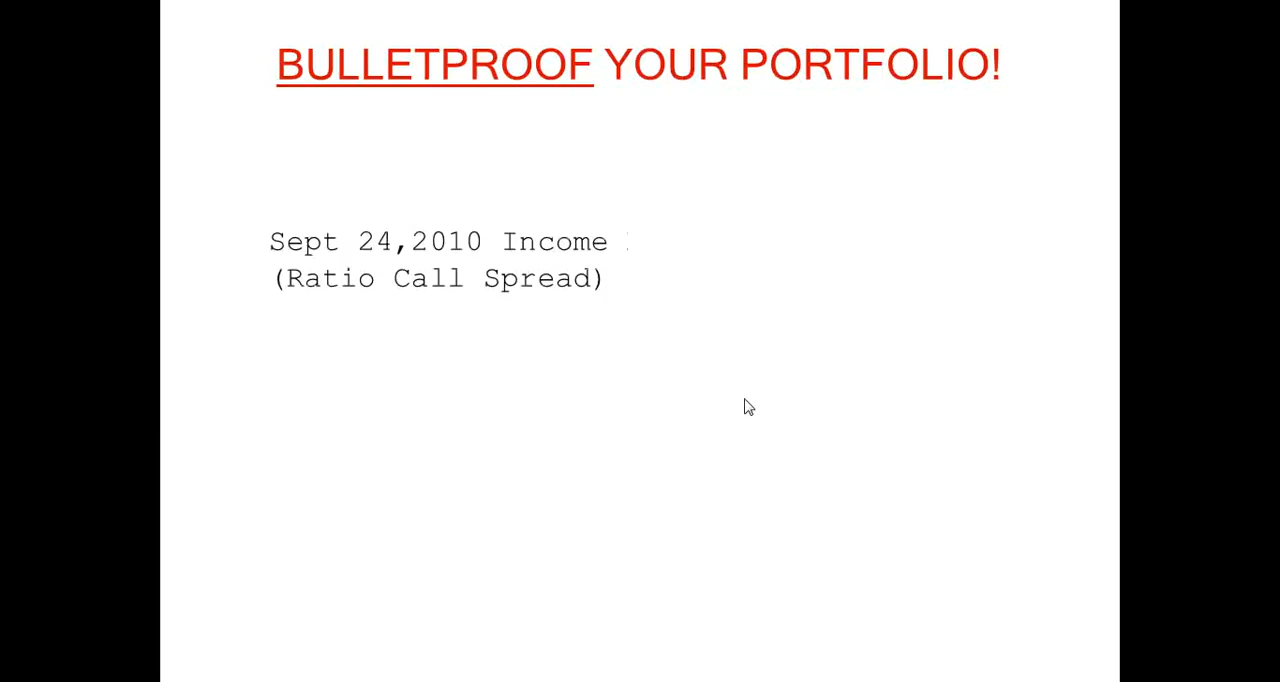 BULLETPROOF YOUR PORTFOLIO!
Sept 24,2010 Income
(Ratio Call Spread)